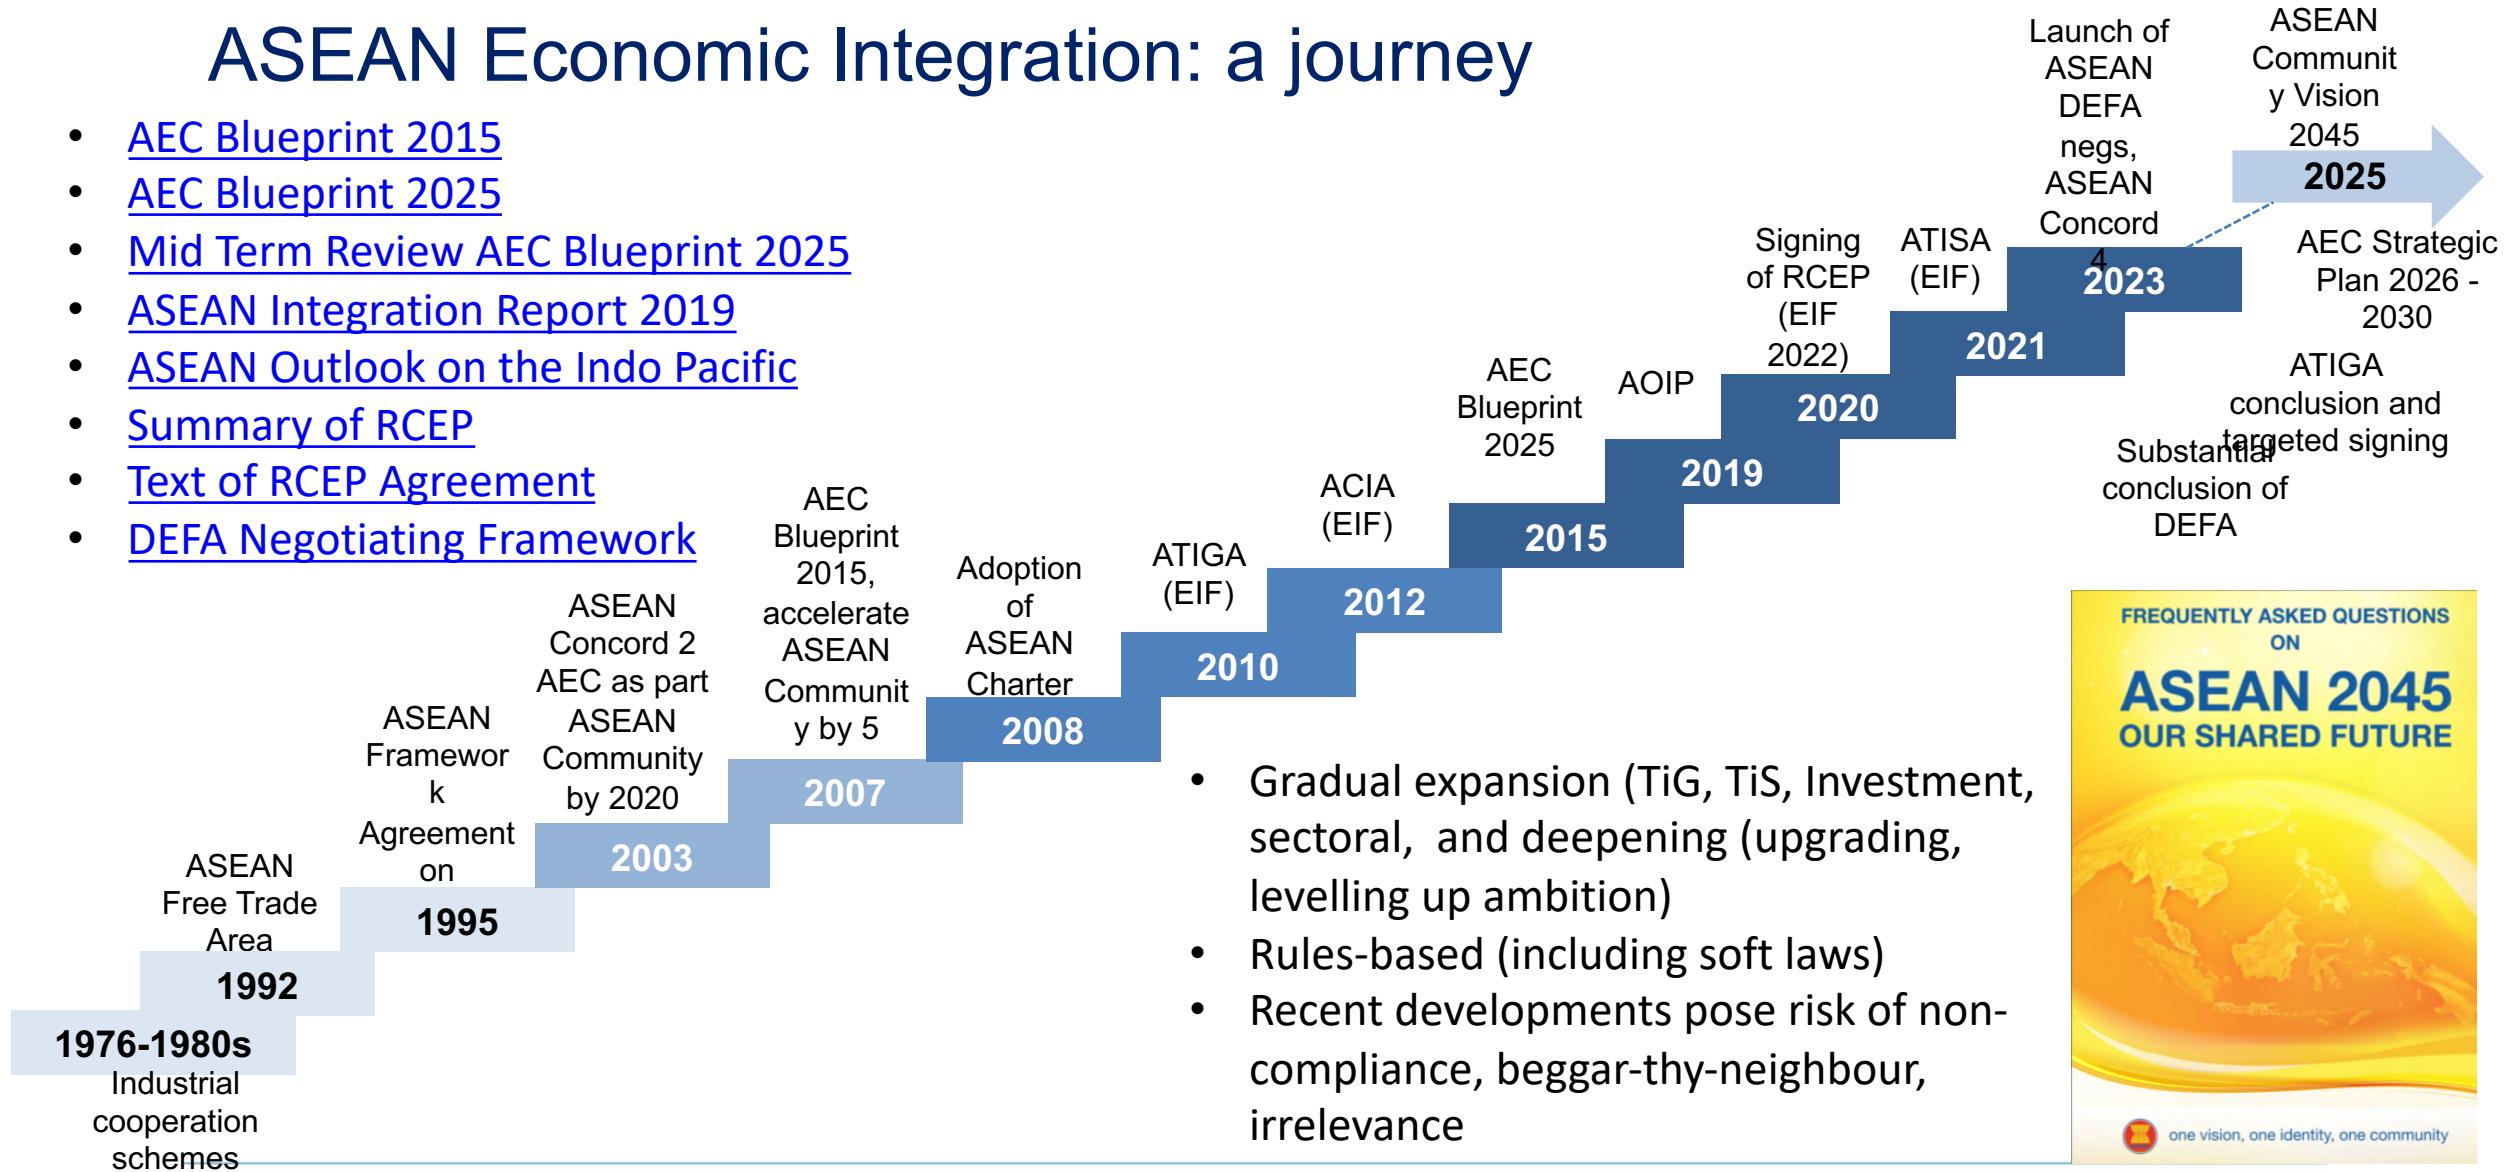 ASEAN Economic Integration: a journey
• AEC Blueprint 2015
• AEC Blueprint 2025
• Mid Term Review AEC Blueprint 2025
• ASEAN Integration Report 2019
• ASEAN Outlook on the Indo Pacific
• Summary of RCEP
• Text of RCEP Agreement
• DEFA Negotiating Framework
1976-1980s
Industrial
cooperation
schemes
ASEAN
Free Trade
Area
1992
ASEAN
Framewor
k
Agreement
on
1995
ASEAN
Concord 2
AEC as part
ASEAN
Community
by 2020
2003
AEC
Blueprint
2015,
accelerate
ASEAN
Communit
y by 5
2007
Adoption
of
ASEAN
Charter
2008
ATIGA
(EIF)
2010
ACIA
(EIF)
2012
AEC
Blueprint
2025
2015
AOIP
2019
Signing
of RCEP
(EIF
2022)
2020
ATISA
(EIF)
2021
Launch of
ASEAN
DEFA
negs,
ASEAN
Concord
4
2023
ASEAN
Communit
y Vision
2045
2025
AEC Strategic
Plan 2026 -
2030
ATIGA
conclusion and
targeted signing
Substantial
conclusion of
DEFA
• Gradual expansion (TiG, TiS, Investment,
sectoral, and deepening (upgrading,
levelling up ambition)
• Rules-based (including soft laws)
• Recent developments pose risk of non-
compliance, beggar-thy-neighbour,
irrelevance
FREQUENTLY ASKED QUESTIONS
ON
ASEAN 2045
OUR SHARED FUTURE
one vision, one identity, one community